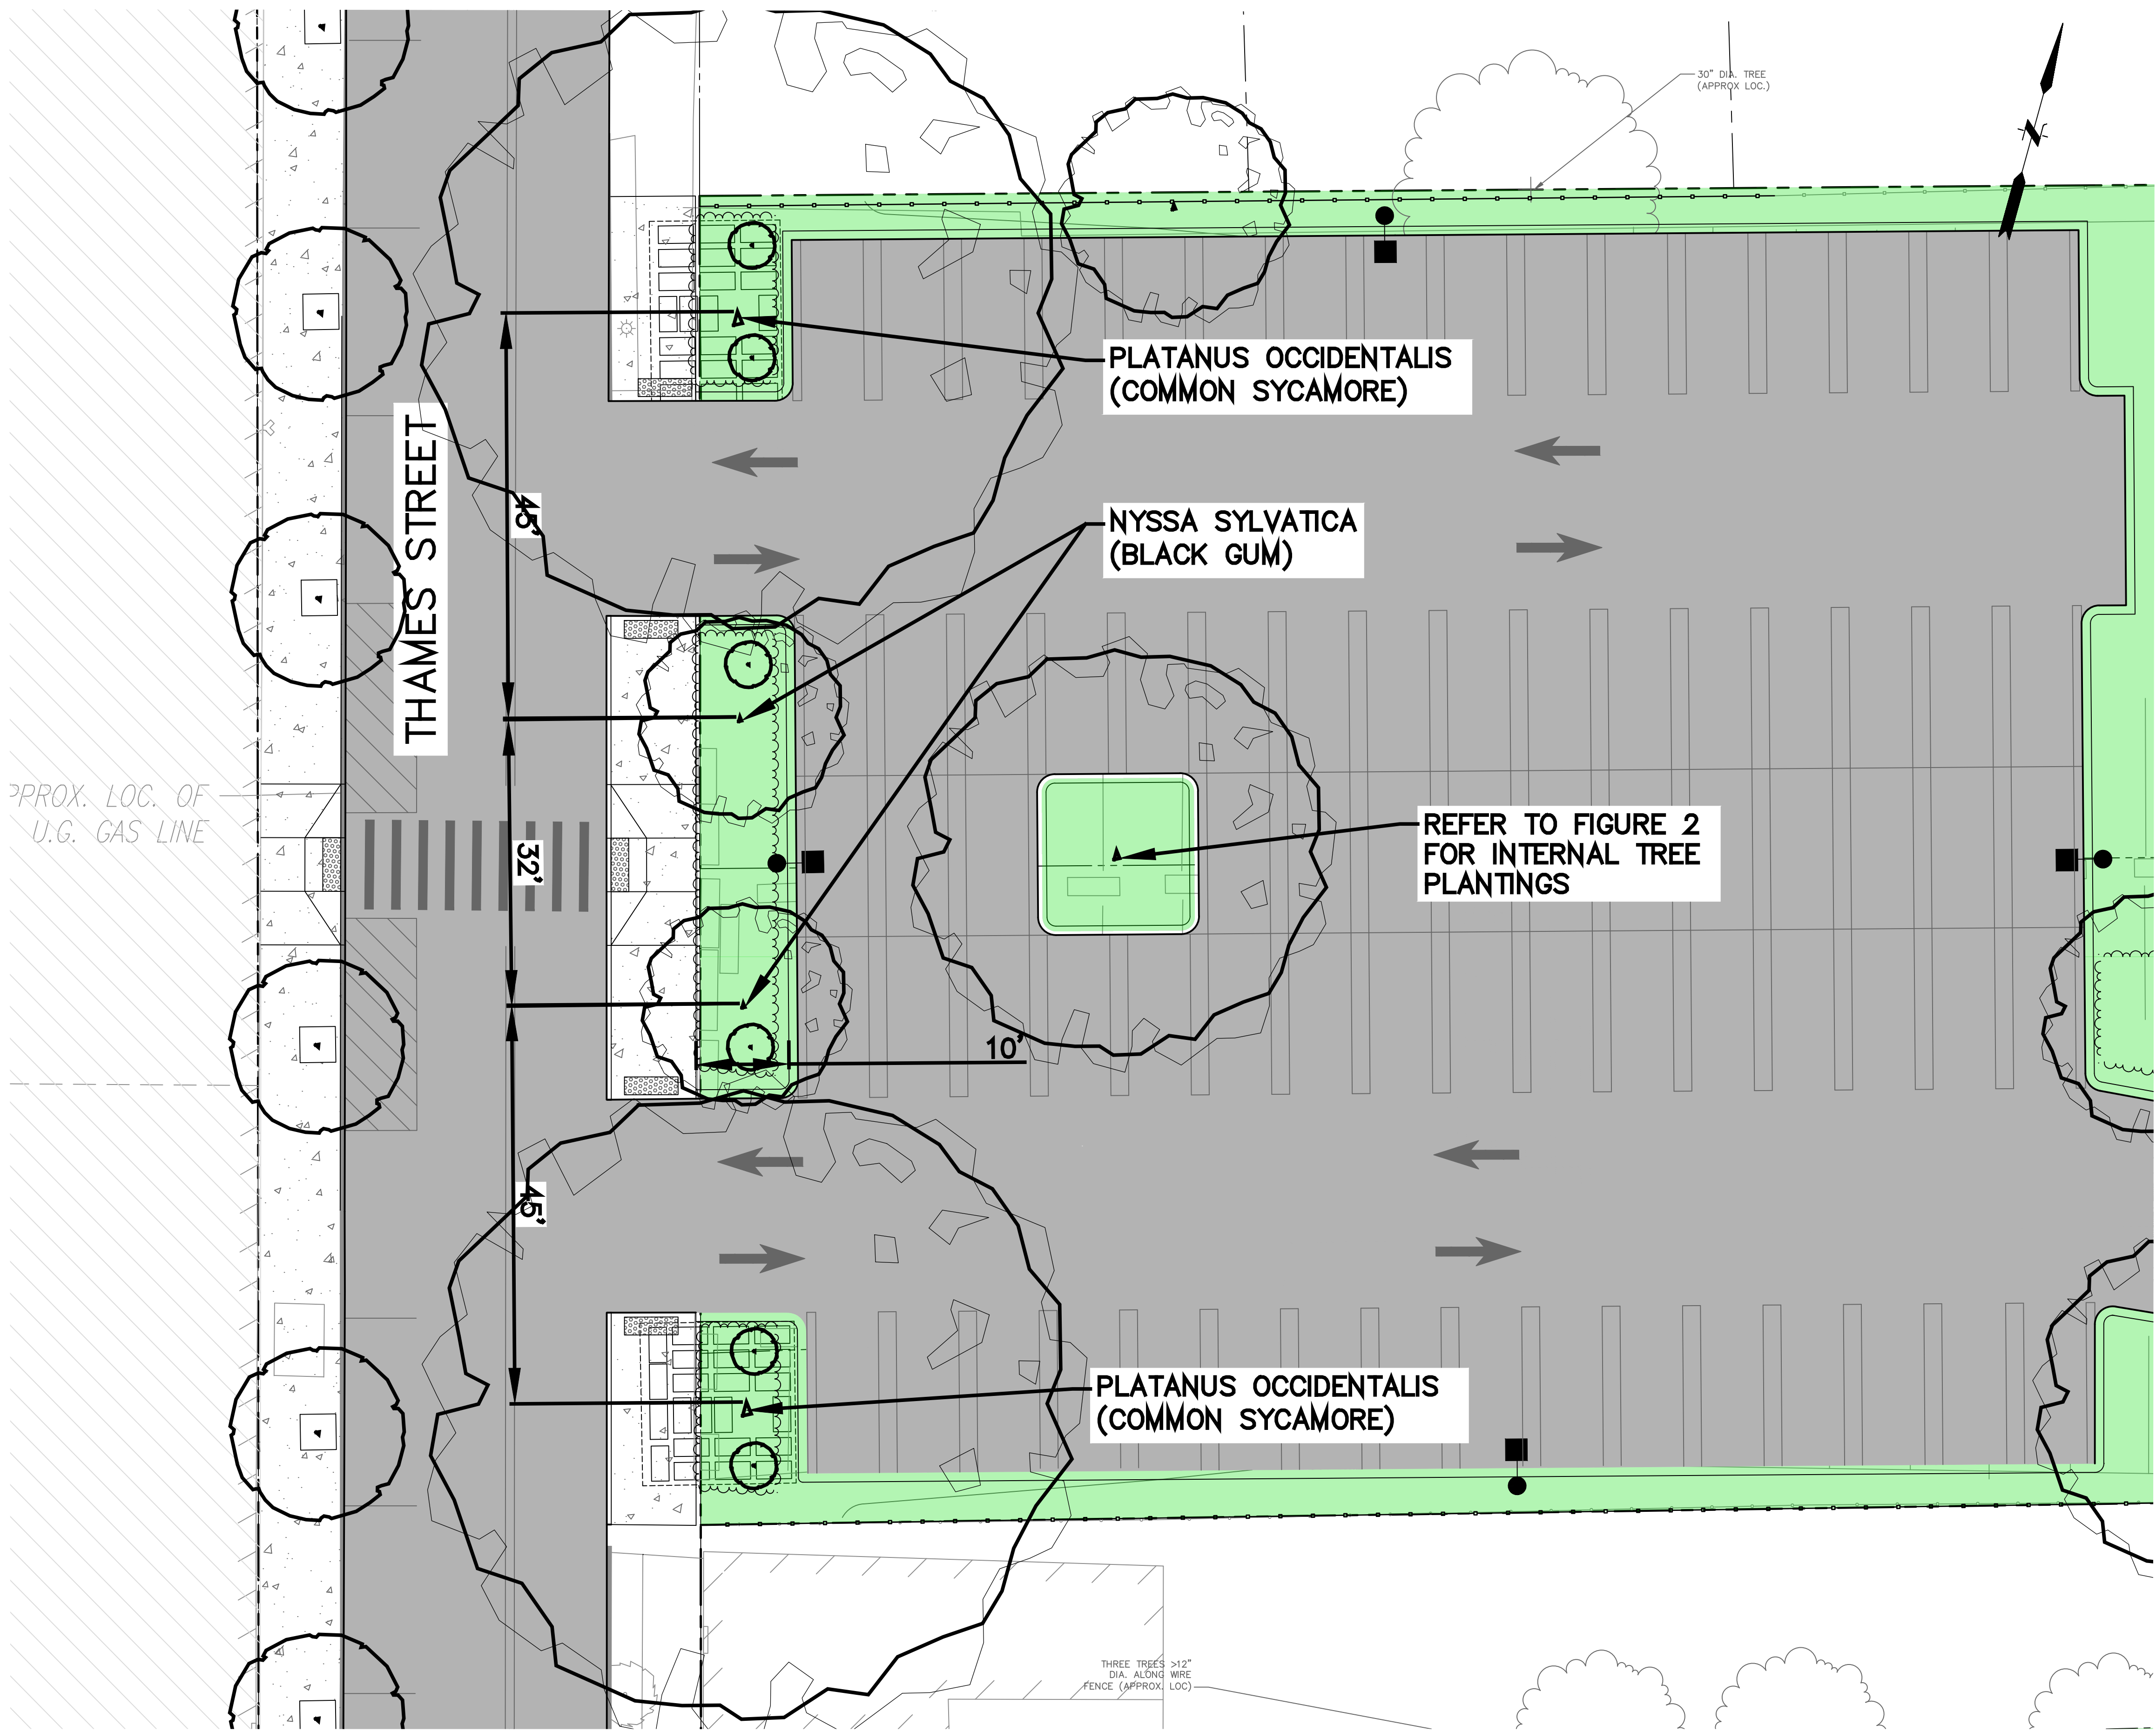 30" DIA. TREE
(APPROX LOC.)
N
PLATANUS OCCIDENTALIS
(COMMON SYCAMORE)
THAMES STREET
45'
NYSSA SYLVATICA
(BLACK GUM)
PPROX. LOC. OF
U.G. GAS LINE
32'
REFER TO FIGURE 2
FOR INTERNAL TREE
PLANTINGS
10'
45'
PLATANUS OCCIDENTALIS
(COMMON SYCAMORE)
THREE TREES >12"
DIA. ALONG WIRE
FENCE (APPROX. LOC)